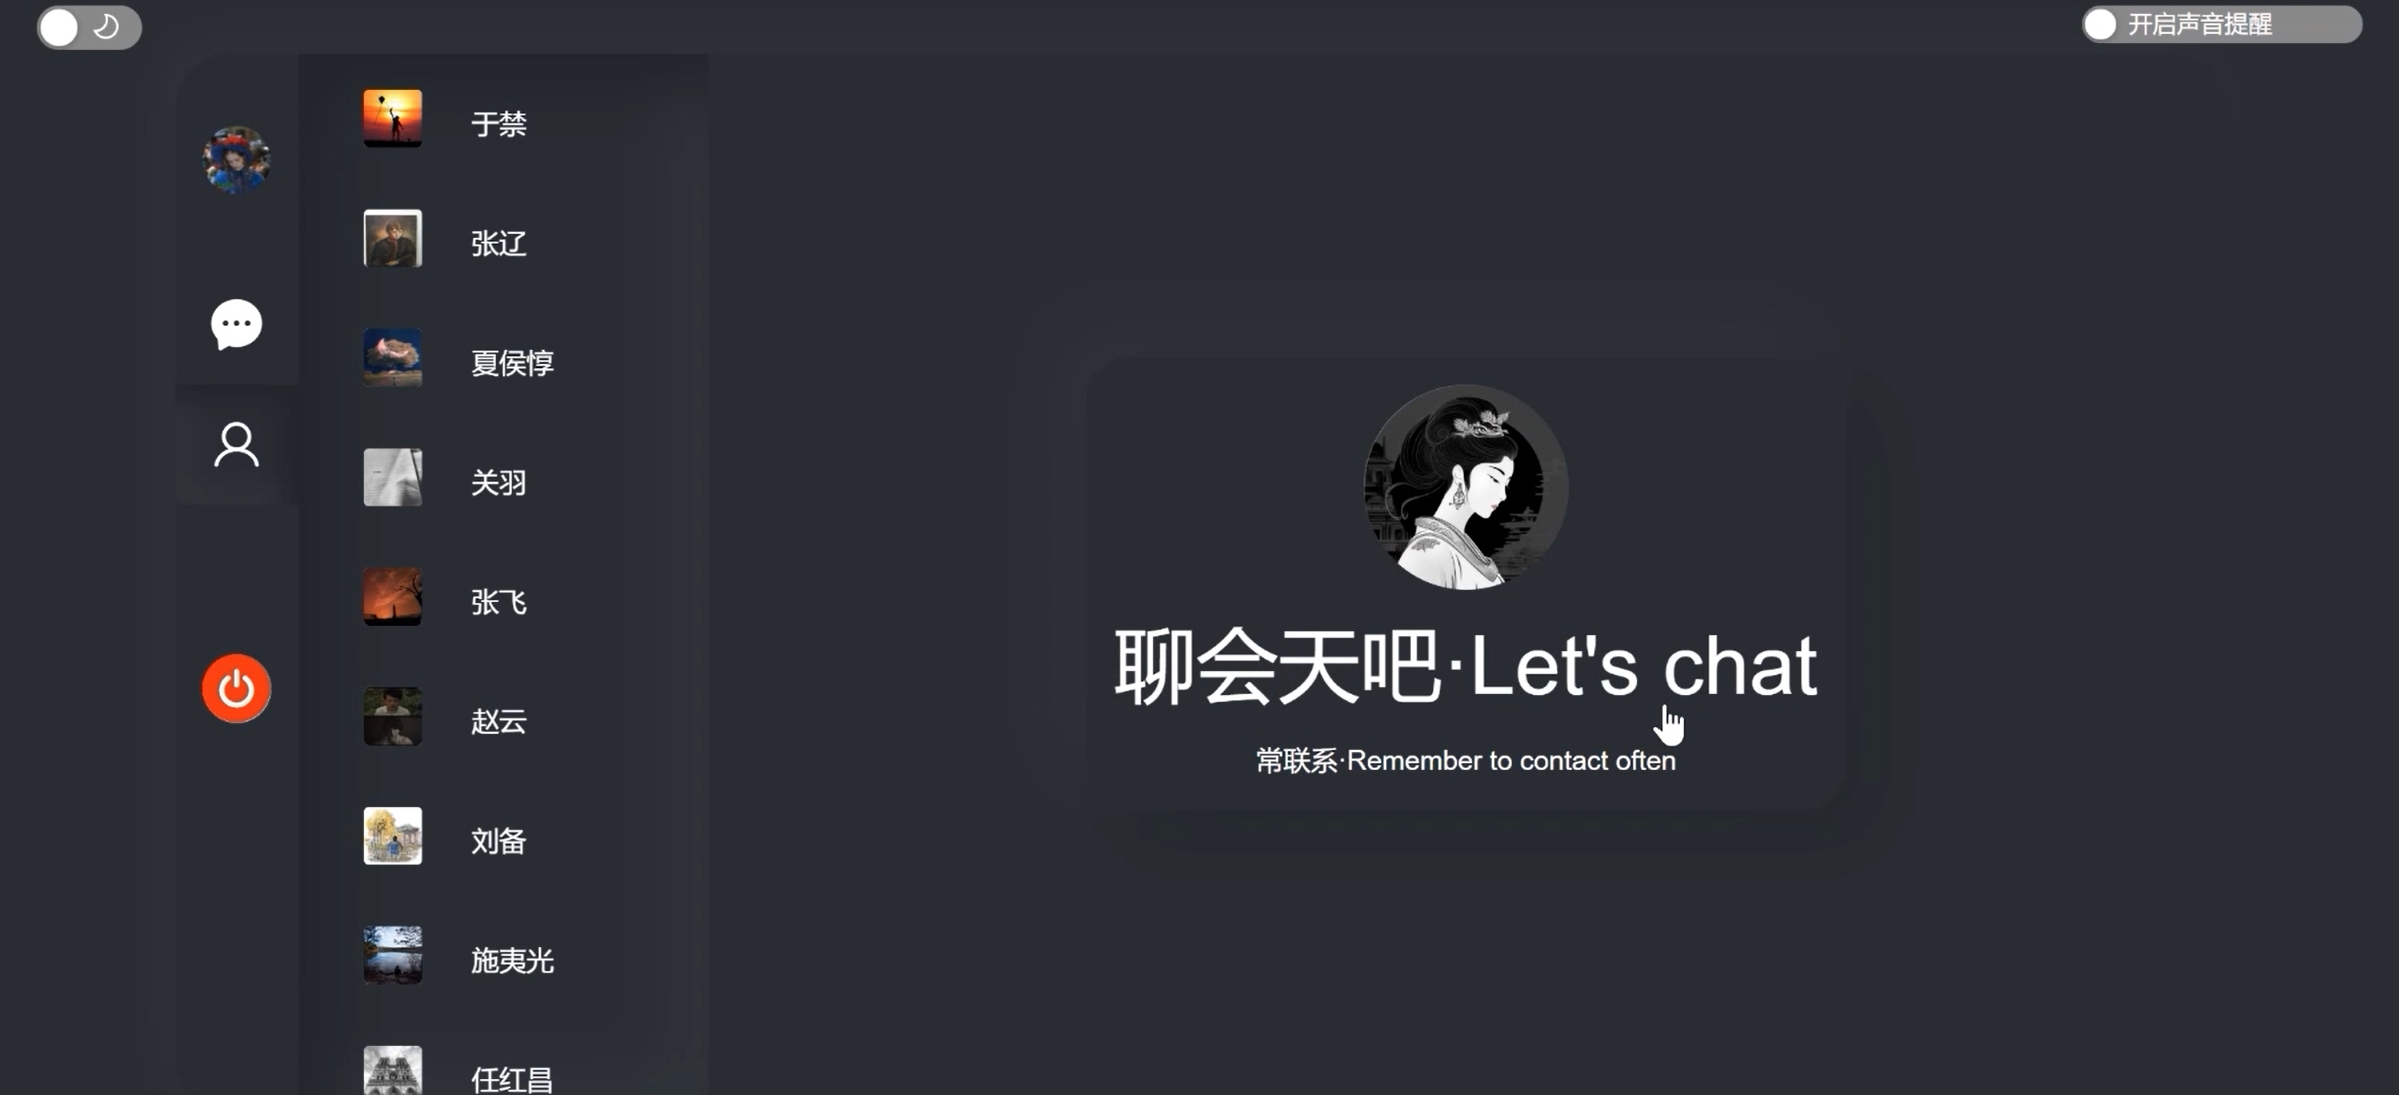 开启声音提醒
于禁
张辽
夏侯惇
关羽
张飞
赵云
刘备
施夷光
任红昌
聊会天吧·Let's chat
常联系·Remember to contact often